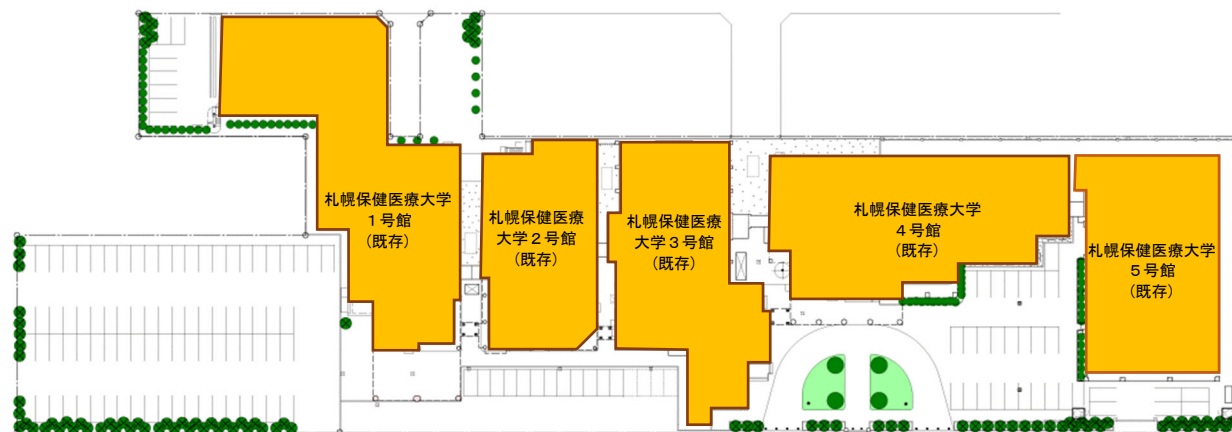 札幌保健医療大学
１号館
(既存)
札幌保健医療
大学２号館
(既存)
札幌保健医療
大学３号館
(既存)
札幌保健医療大学
４号館
(既存)
札幌保健医療大学
５号館
(既存)